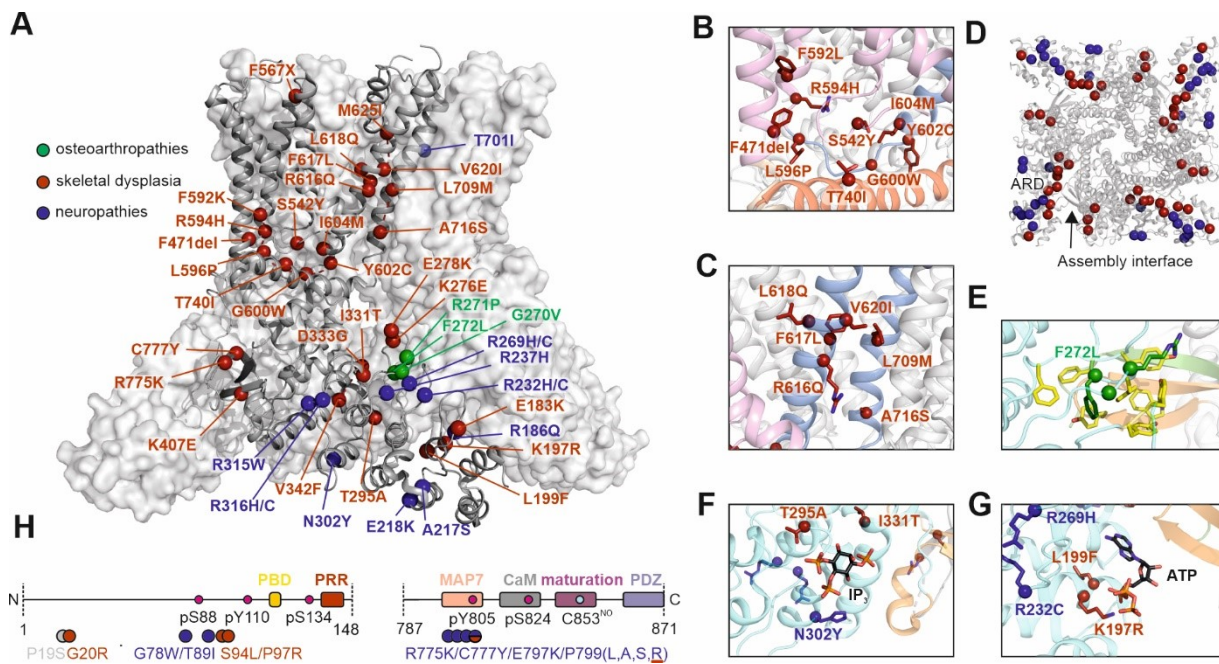 A
F567X
M625I
osteoarthropathies
skeletal dysplasia
neuropathies
L618Q
F617L
R616Q
T701I
V620I
L709M
F592K
S542Y
R594H
I604M
A716S
F471del
L596P
Y602C
E278K
T740I
K276E
G600W
I331T
R271P
D333G
F272L
G270V
C777Y
R269H/C
R237H
R775K
R232H/C
E183K
K407E
R186Q
R315W
K197R
V342F
R316H/C
T295A
L199F
N302Y
E218K
A217S
B
F592L
R594H
I604M
S542Y
Y602C
F471del
L596P
G600W
T740I
C
L618Q
V620I
F617L
L709M
R616Q
A716S
D
ARD
Assembly interface
E
F272L
F
T295A
I331T
IP3
N302Y
G
R269H
L199F
ATP
R232C
K197R
H
PBD PRR
N
pS88 pY110 pS134
1 148
P19S G20R G78W/T89I S94L/P97R
MAP7 CaM maturation PDZ
C
pY805 pS824 C853NO
787 871
R775K/C777Y/E797K/P799(L,A,S,R)